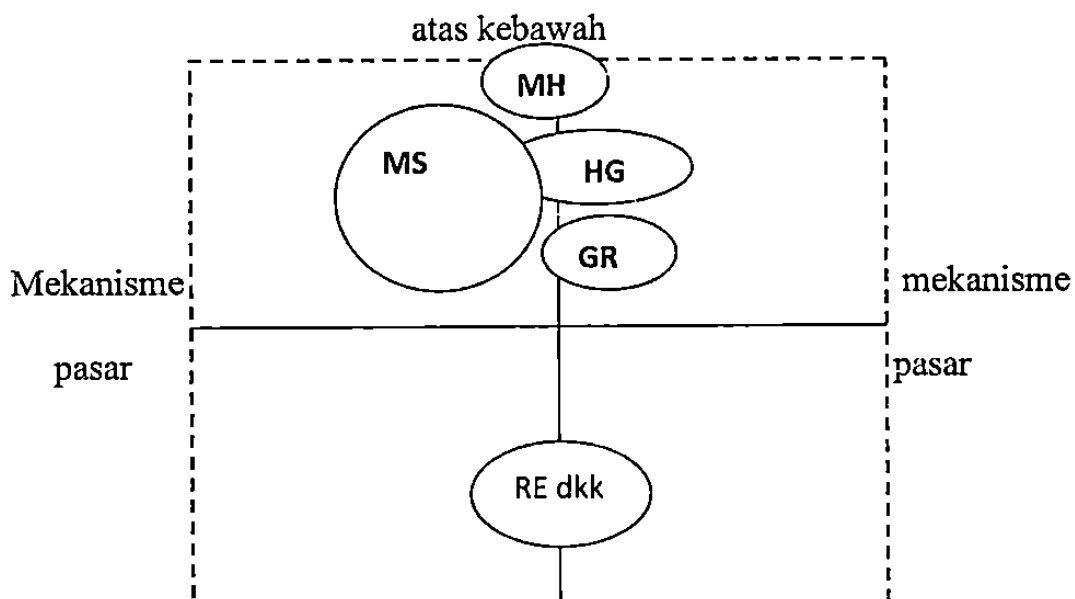 atas kebawah
MH
MS
HG
GR
Mekanisme
mekanisme
pasar
pasar
RE dkk